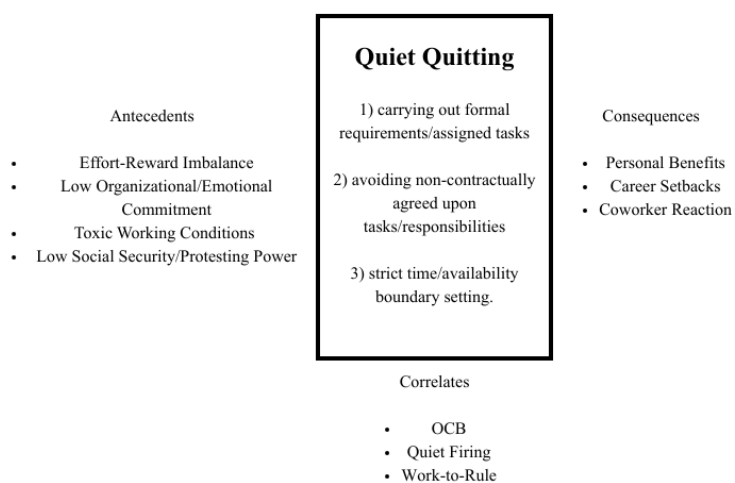 Quiet Quitting
1) carrying out formal
requirements/assigned tasks
2) avoiding non-contractually
agreed upon
tasks/responsibilities
3) strict time/availability
boundary setting.
Antecedents
• Effort-Reward Imbalance
• Low Organizational/Emotional
Commitment
• Toxic Working Conditions
• Low Social Security/Protesting Power
Consequences
• Personal Benefits
• Career Setbacks
• Coworker Reaction
Correlates
• OCB
• Quiet Firing
• Work-to-Rule